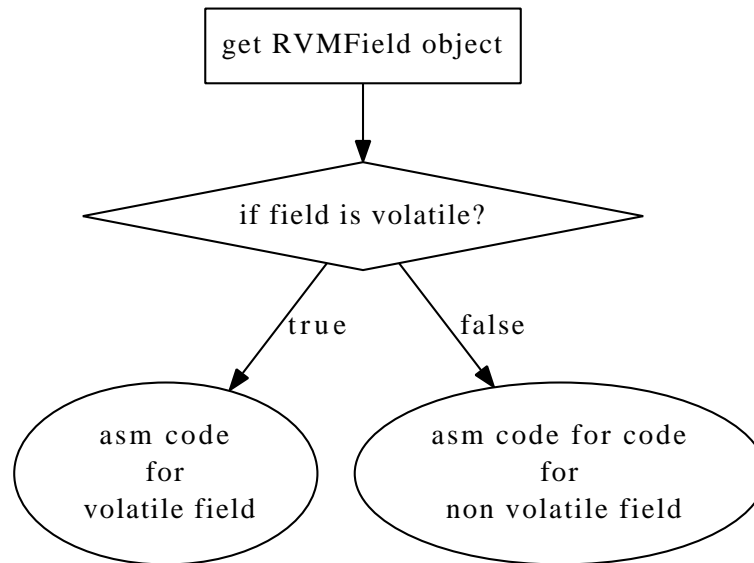 get RVMField object
if field is volatile?
true
false
asm code
for
volatile field
asm code for code
for
non volatile field